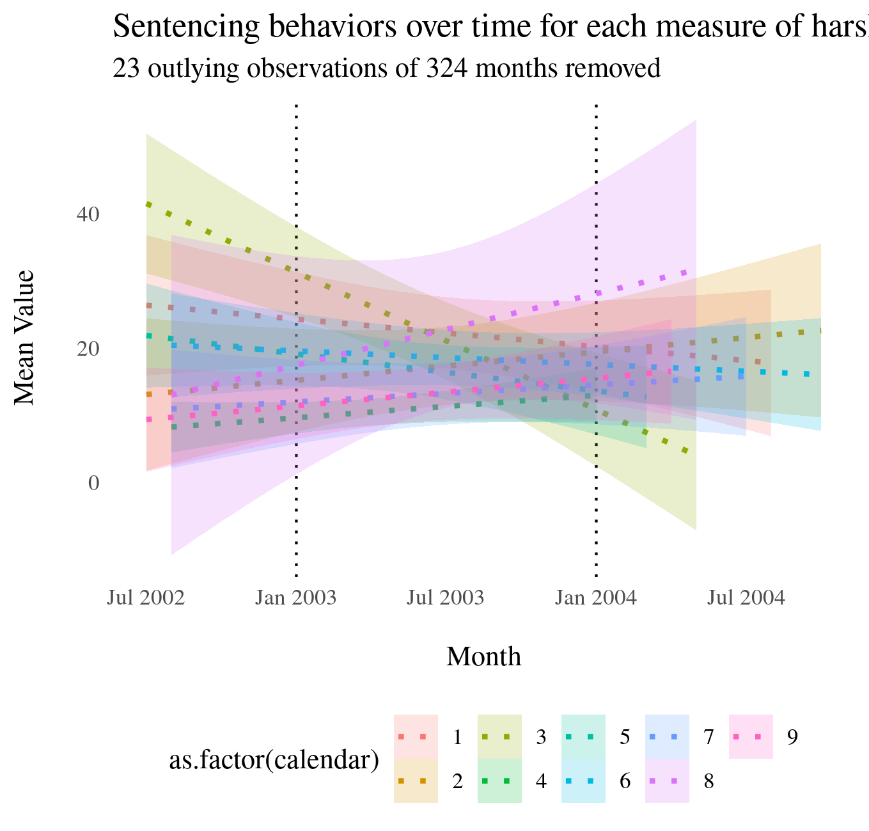 Sentencing behaviors over time for each measure of hars
23 outlying observations of 324 months removed
Mean Value
40
20
0
Jul 2002 Jan 2003 Jul 2003 Jan 2004 Jul 2004
Month
as.factor(calendar)
1 3 5 7 9
2 4 6 8